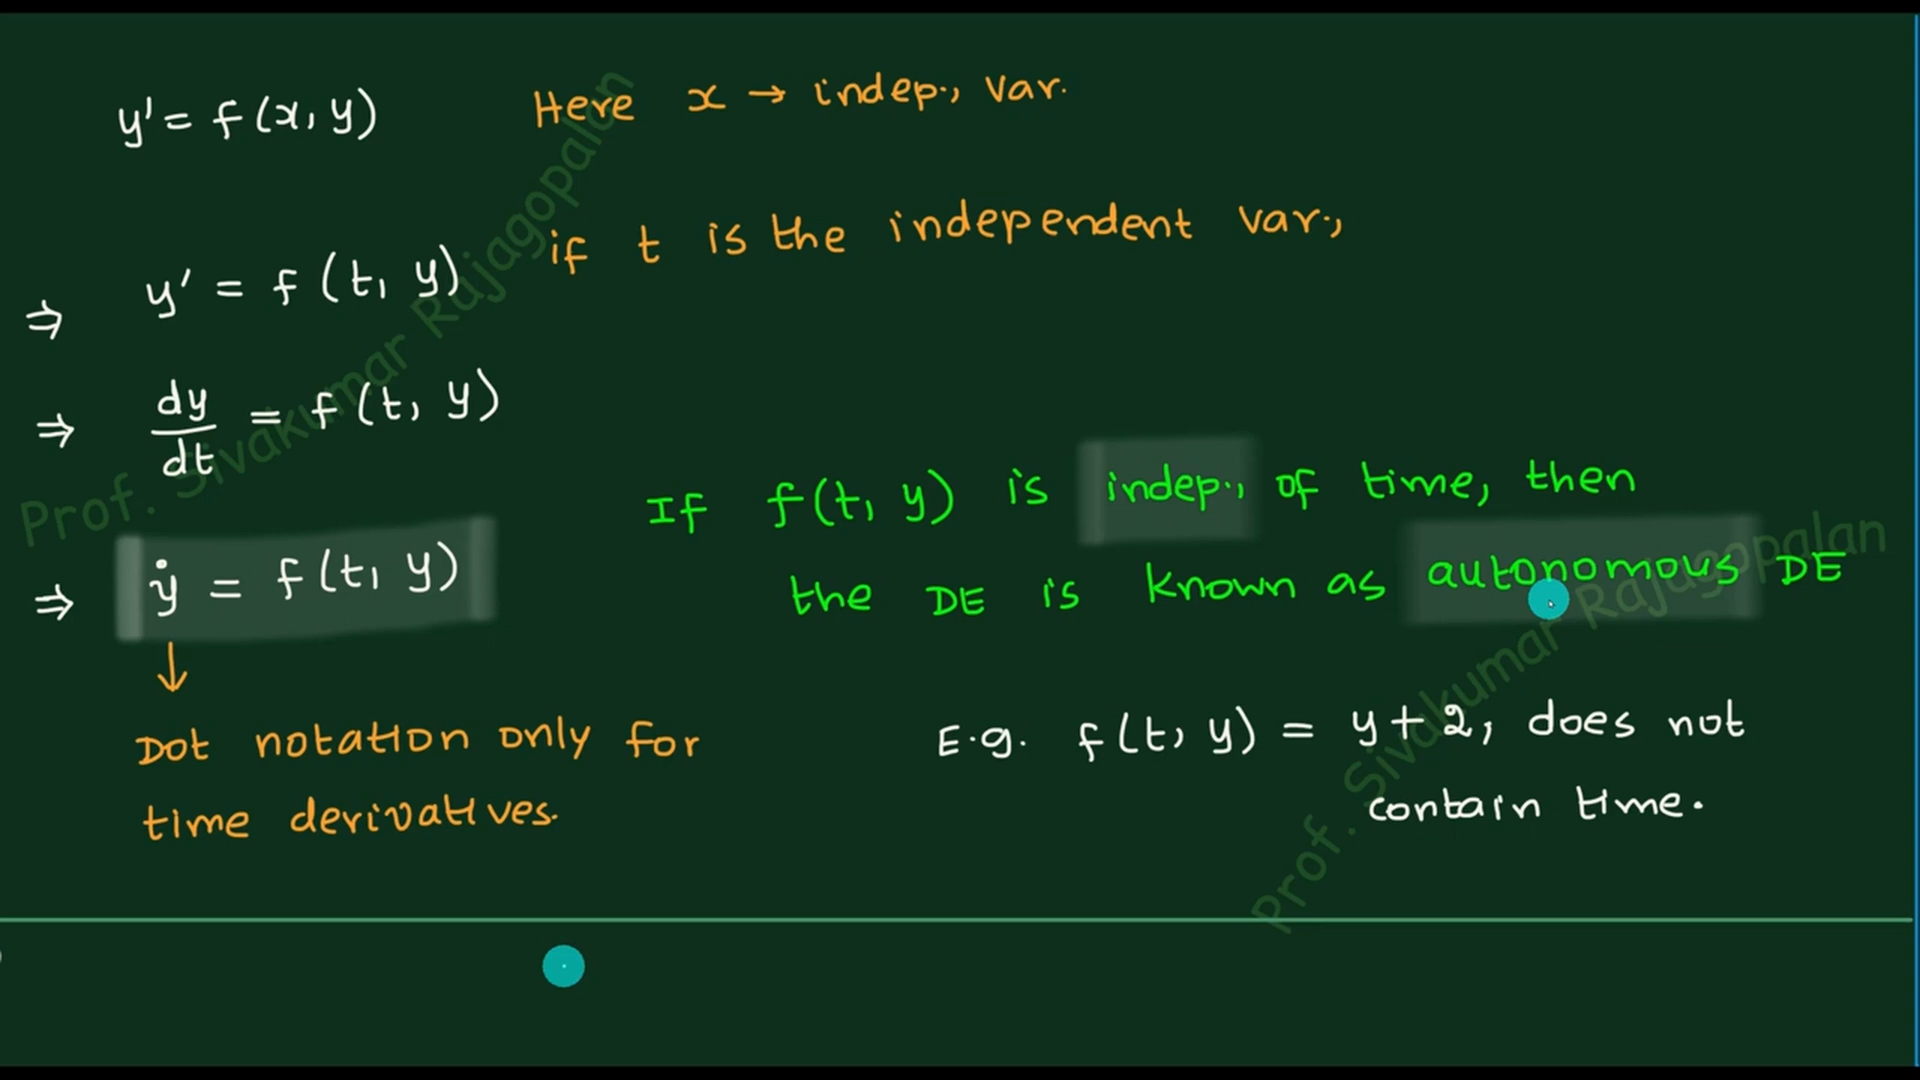 y' = f(x, y) Here x → indep., var.
⇒ y' = f(t, y) if t is the independent var.,
⇒ dy/dt = f(t, y)
If f(t, y) is indep., of time, then
⇒ ẏ = f(t, y) the DE is known as autonomous DE
↓
Dot notation only for
time derivatives.
E.g. f(t, y) = y + 2, does not
contain time.
Prof. Sivakumar Rajagopalan
Prof. Sivakumar Rajagopalan